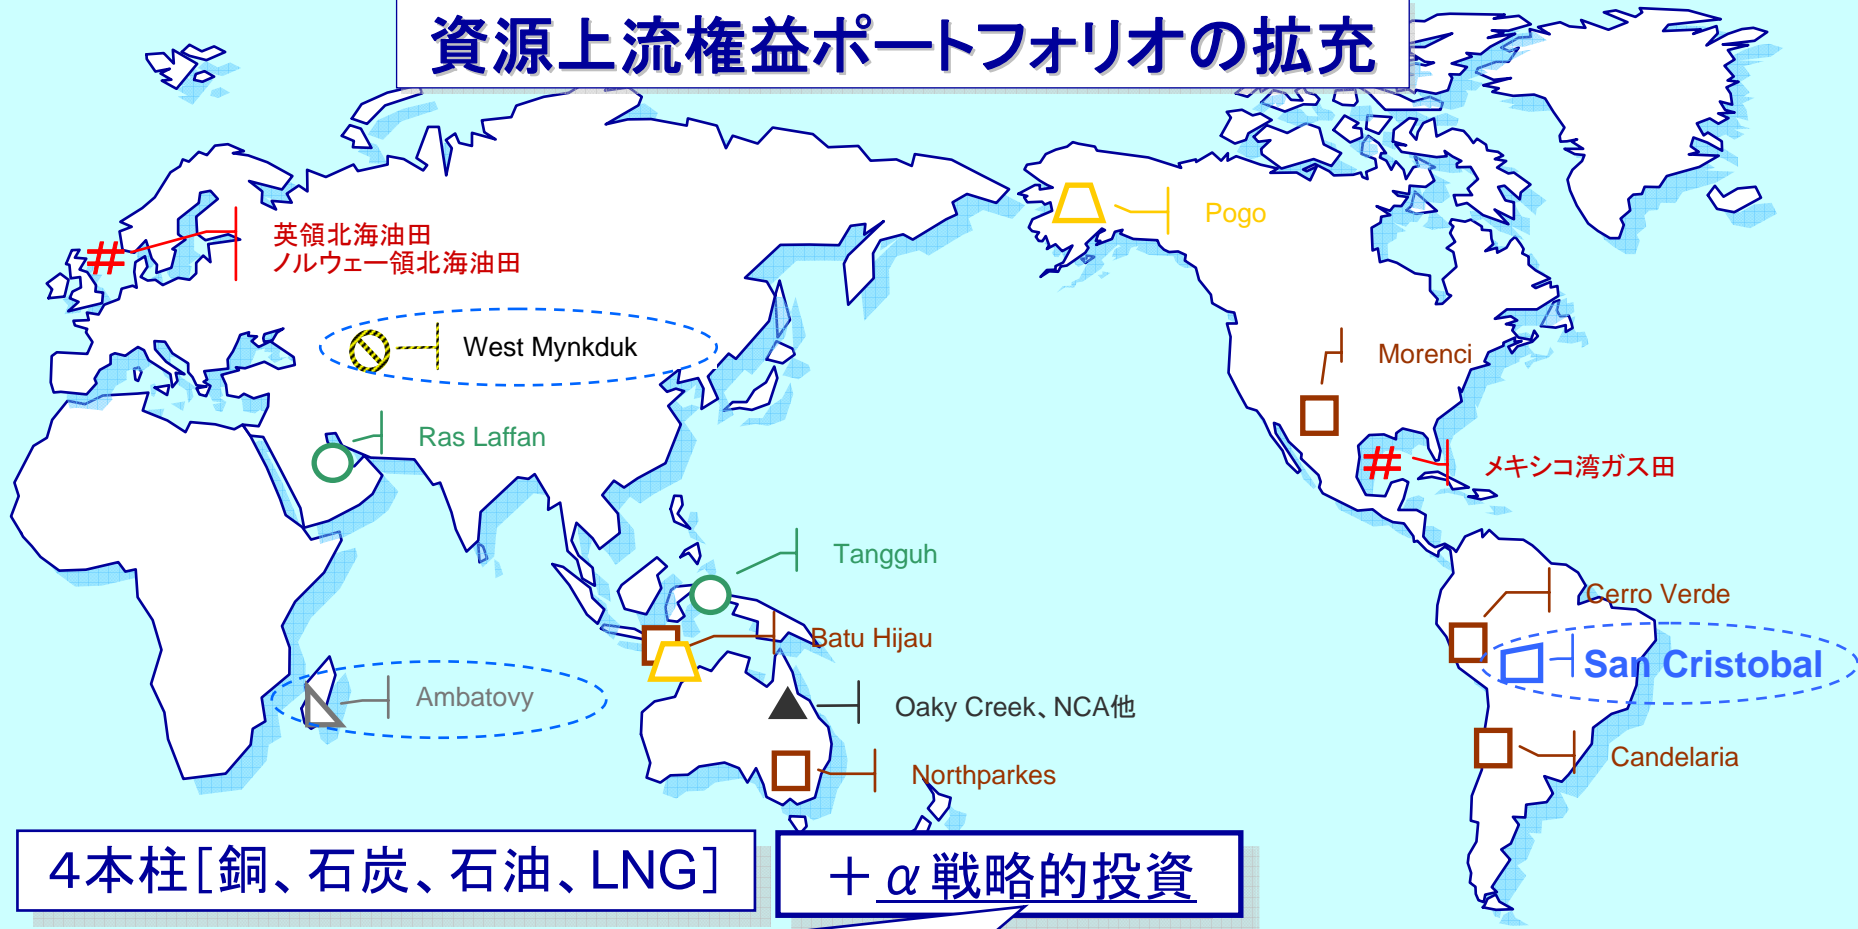 資源上流権益ポートフォリオの拡充
Pogo
英領北海油田
ノルウェー領北海油田
West Mynkduk
Morenci
Ras Laffan
メキシコ湾ガス田
Tangguh
Cerro Verde
Batu Hijau
San Cristobal
Ambatovy
Oaky Creek、NCA他
Candelaria
Northparkes
4本柱[銅、石炭、石油、LNG]
＋α戦略的投資